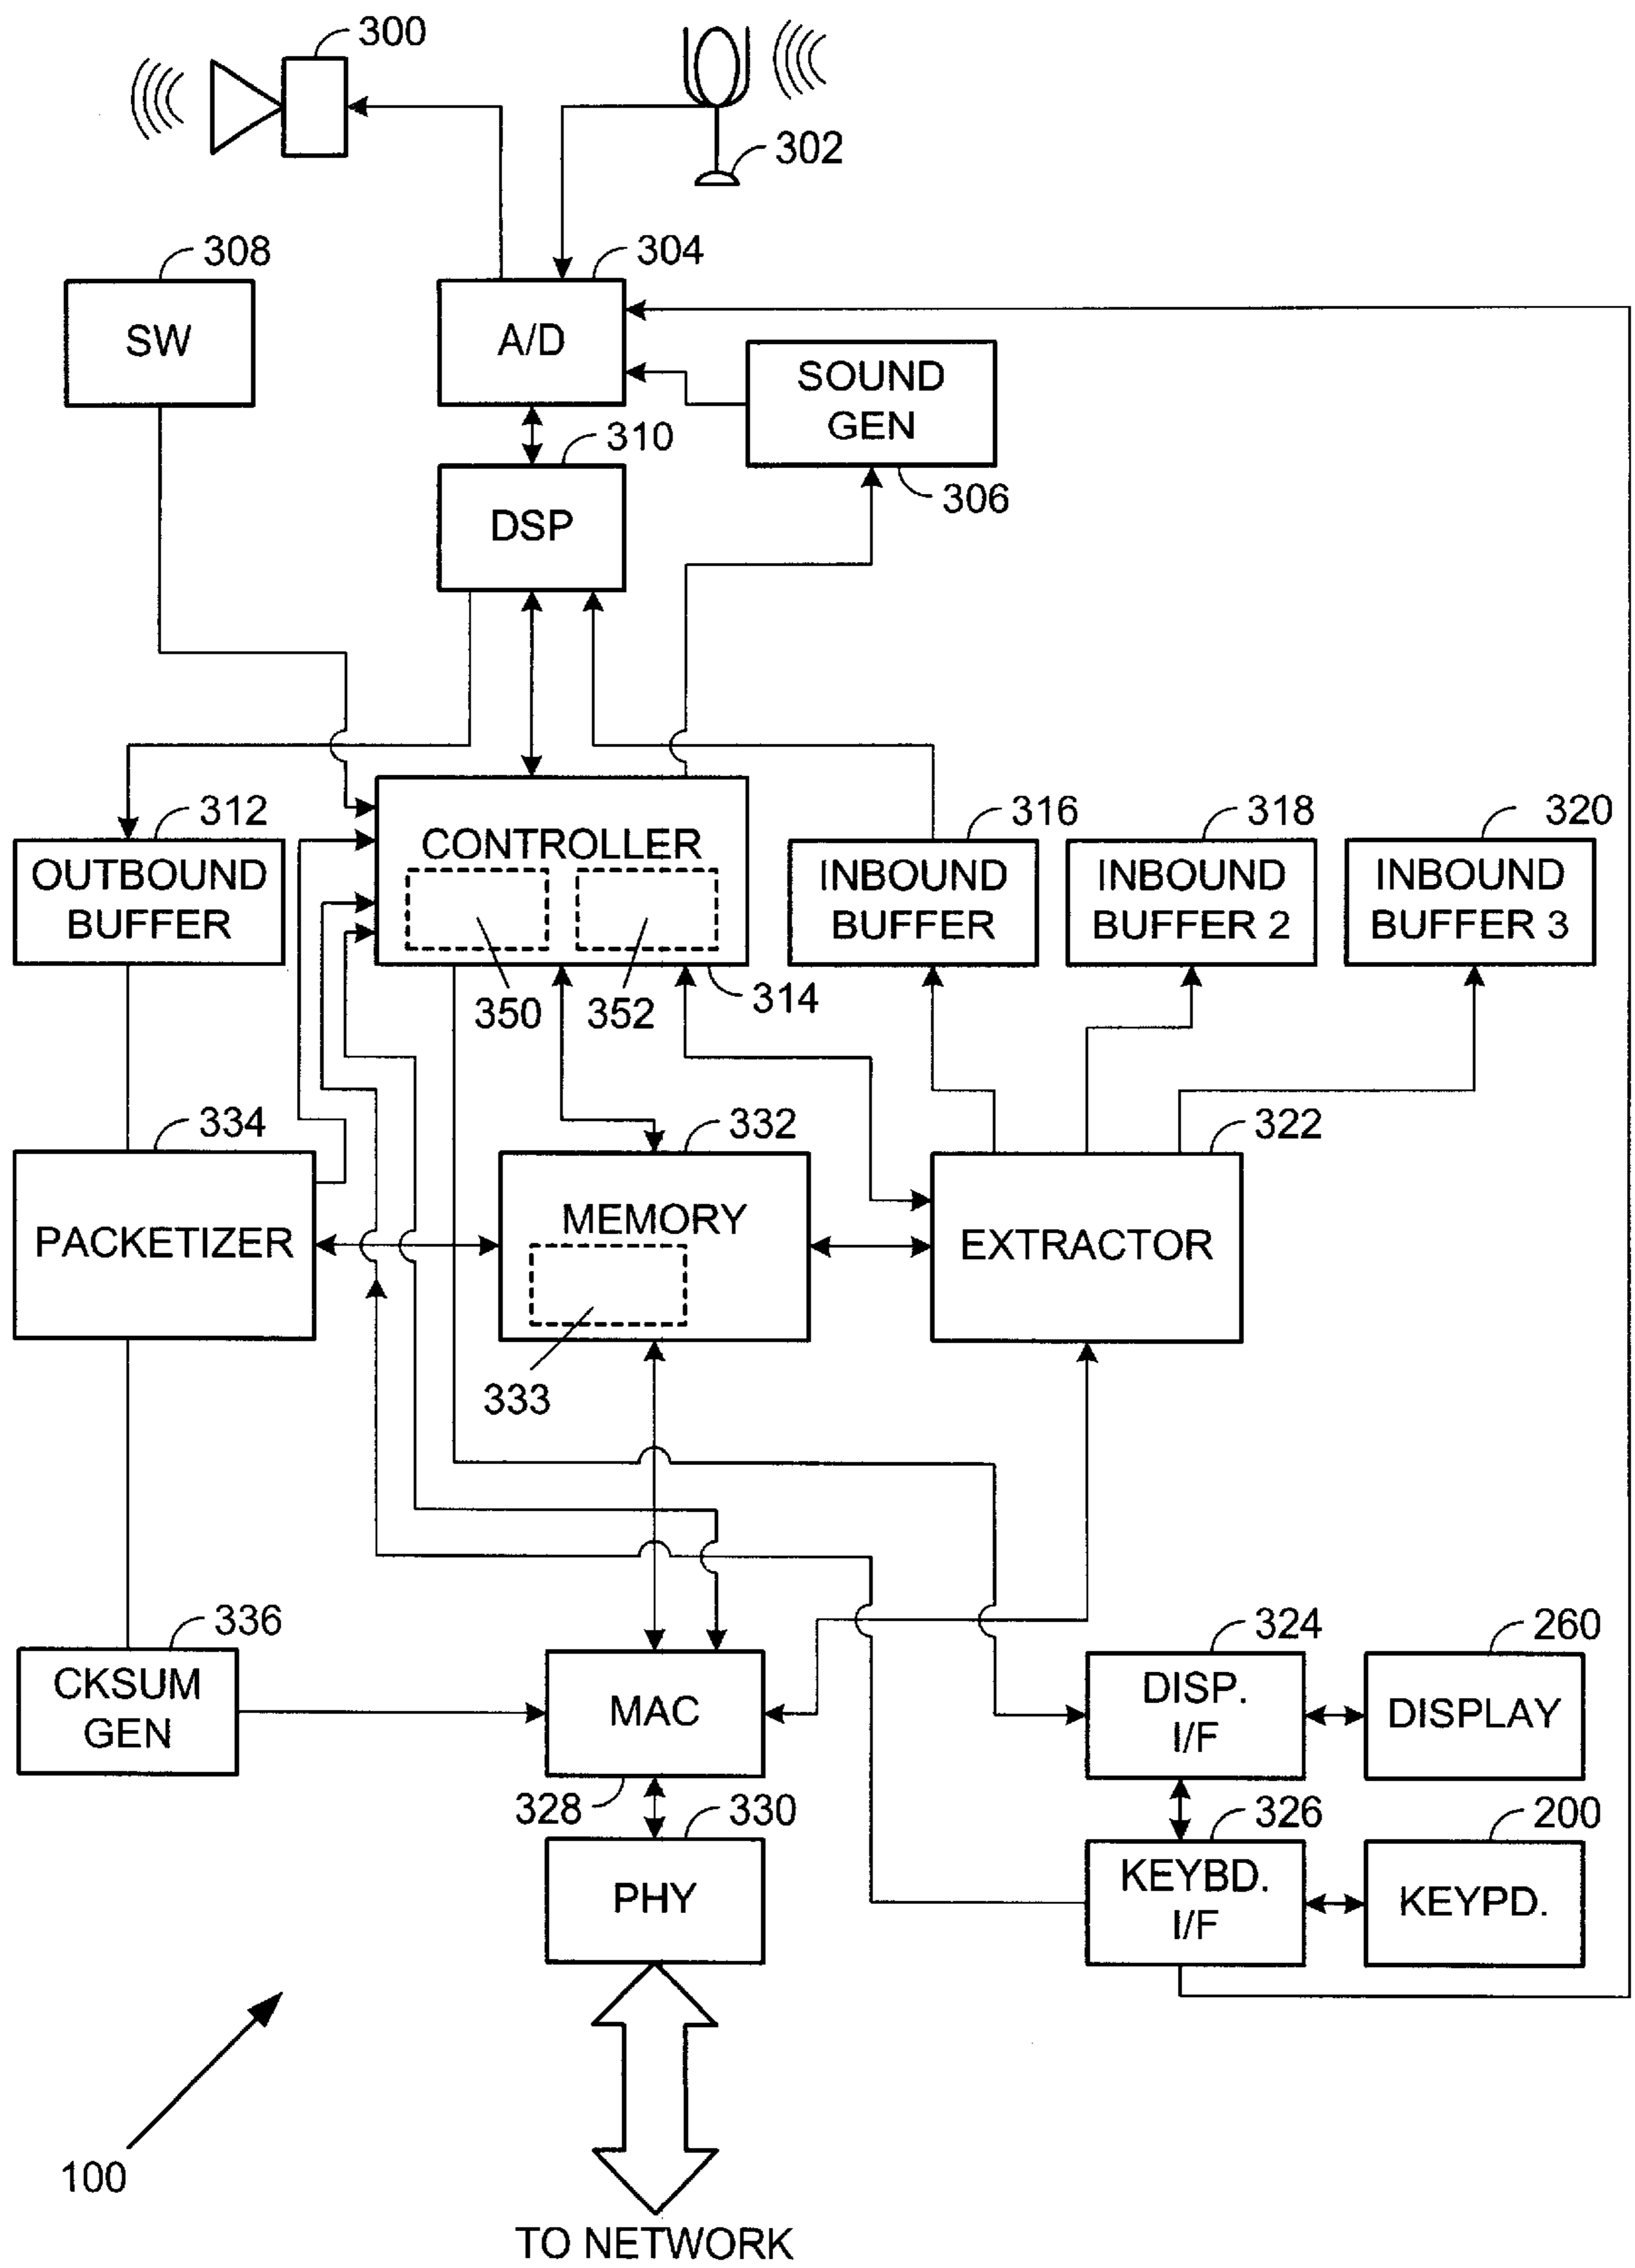 300
302
308
304
SW
A/D
SOUND
GEN
310
306
DSP
312
316
318
320
CONTROLLER
OUTBOUND
BUFFER
INBOUND
BUFFER
INBOUND
BUFFER 2
INBOUND
BUFFER 3
350
352
314
334
332
322
PACKETIZER
MEMORY
EXTRACTOR
333
336
324
260
CKSUM
GEN
MAC
DISP.
I/F
DISPLAY
328
330
326
200
PHY
KEYBD.
I/F
KEYPD.
100
TO NETWORK